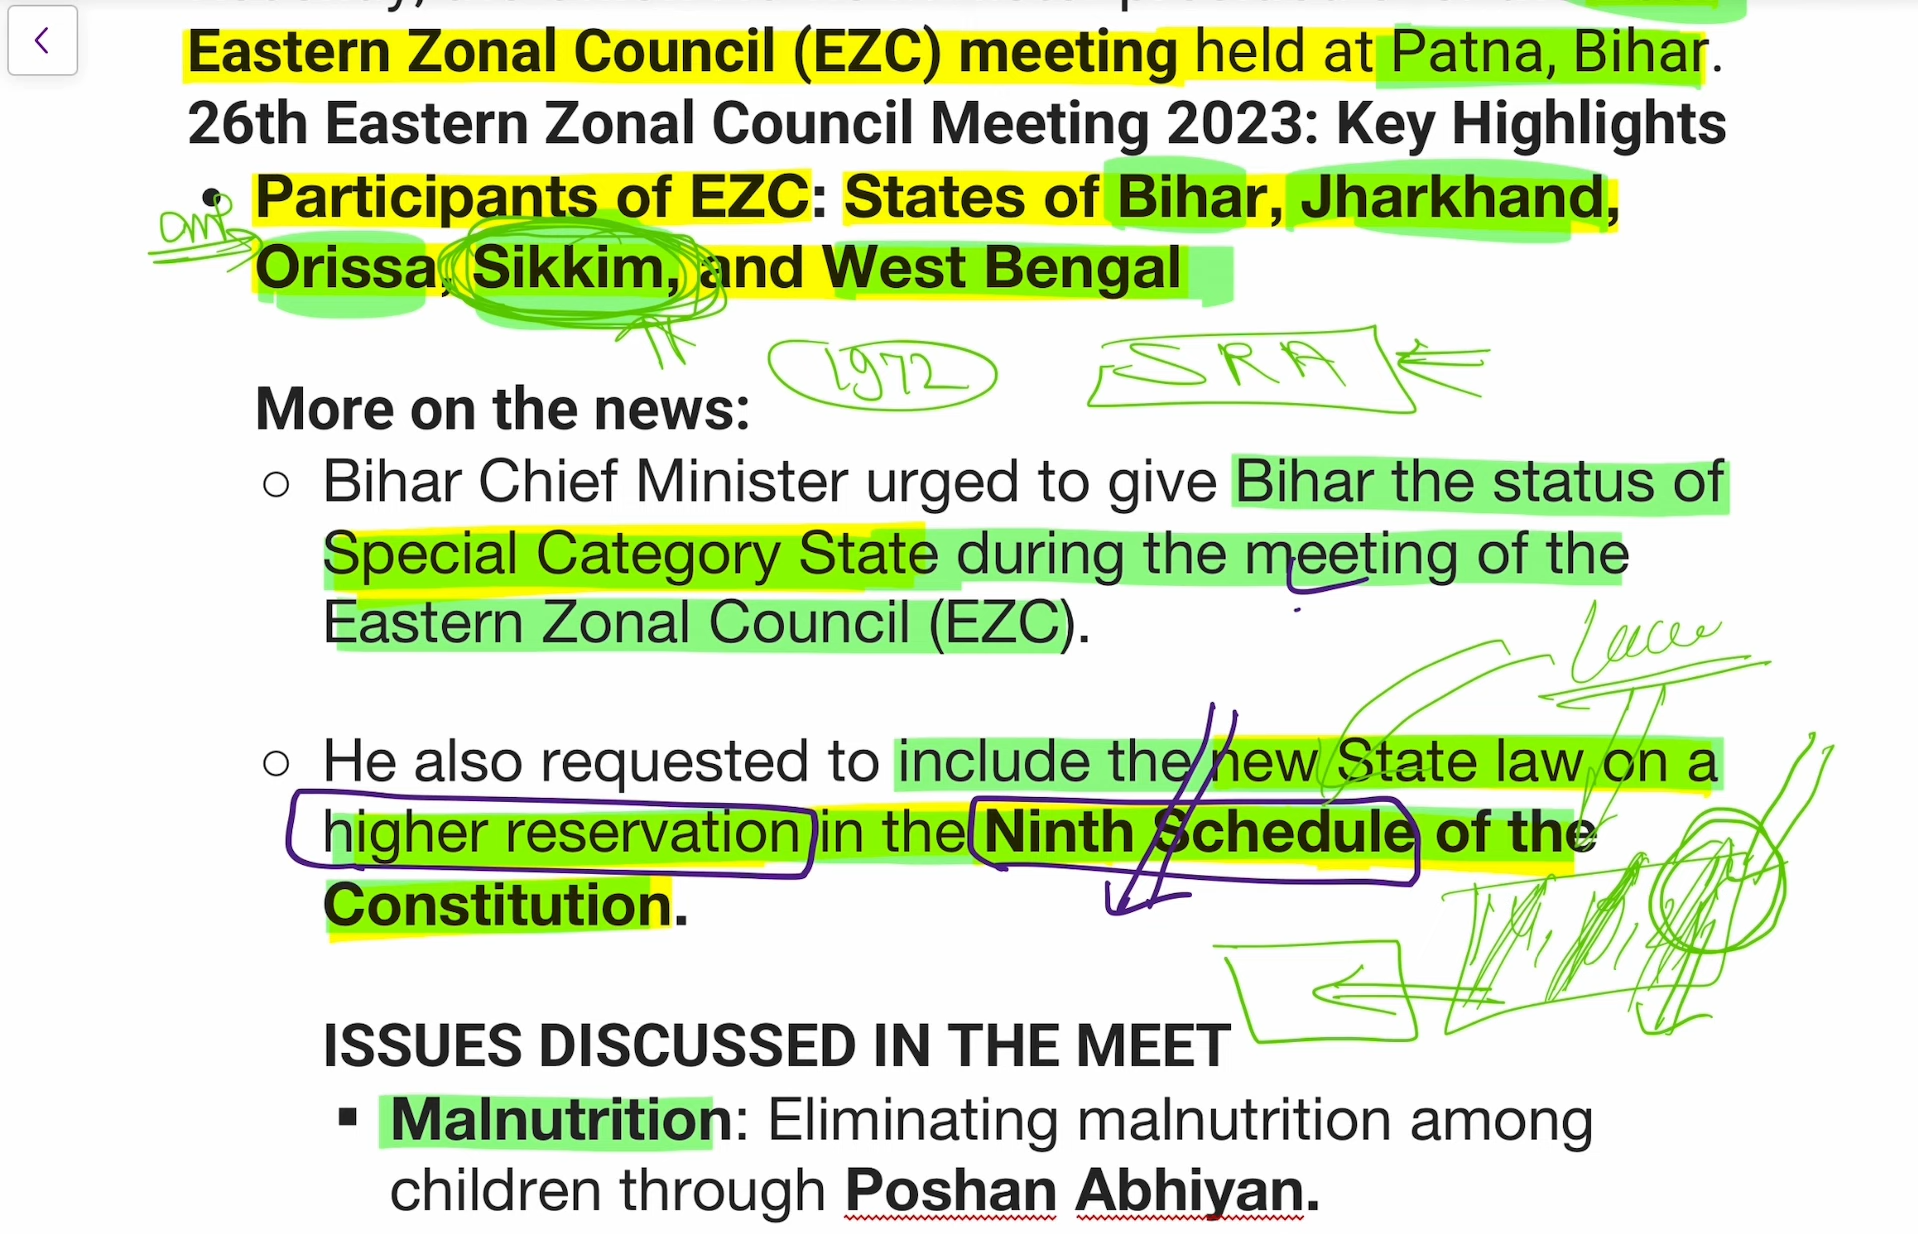 Eastern Zonal Council (EZC) meeting held at Patna, Bihar.
26th Eastern Zonal Council Meeting 2023: Key Highlights
• Participants of EZC: States of Bihar, Jharkhand,
Orissa, Sikkim, and West Bengal
1972 SRA
More on the news:
○ Bihar Chief Minister urged to give Bihar the status of
Special Category State during the meeting of the
Eastern Zonal Council (EZC).
○ He also requested to include the new State law on a
higher reservation in the Ninth Schedule of the
Constitution.
ISSUES DISCUSSED IN THE MEET
▪ Malnutrition: Eliminating malnutrition among
children through Poshan Abhiyan.